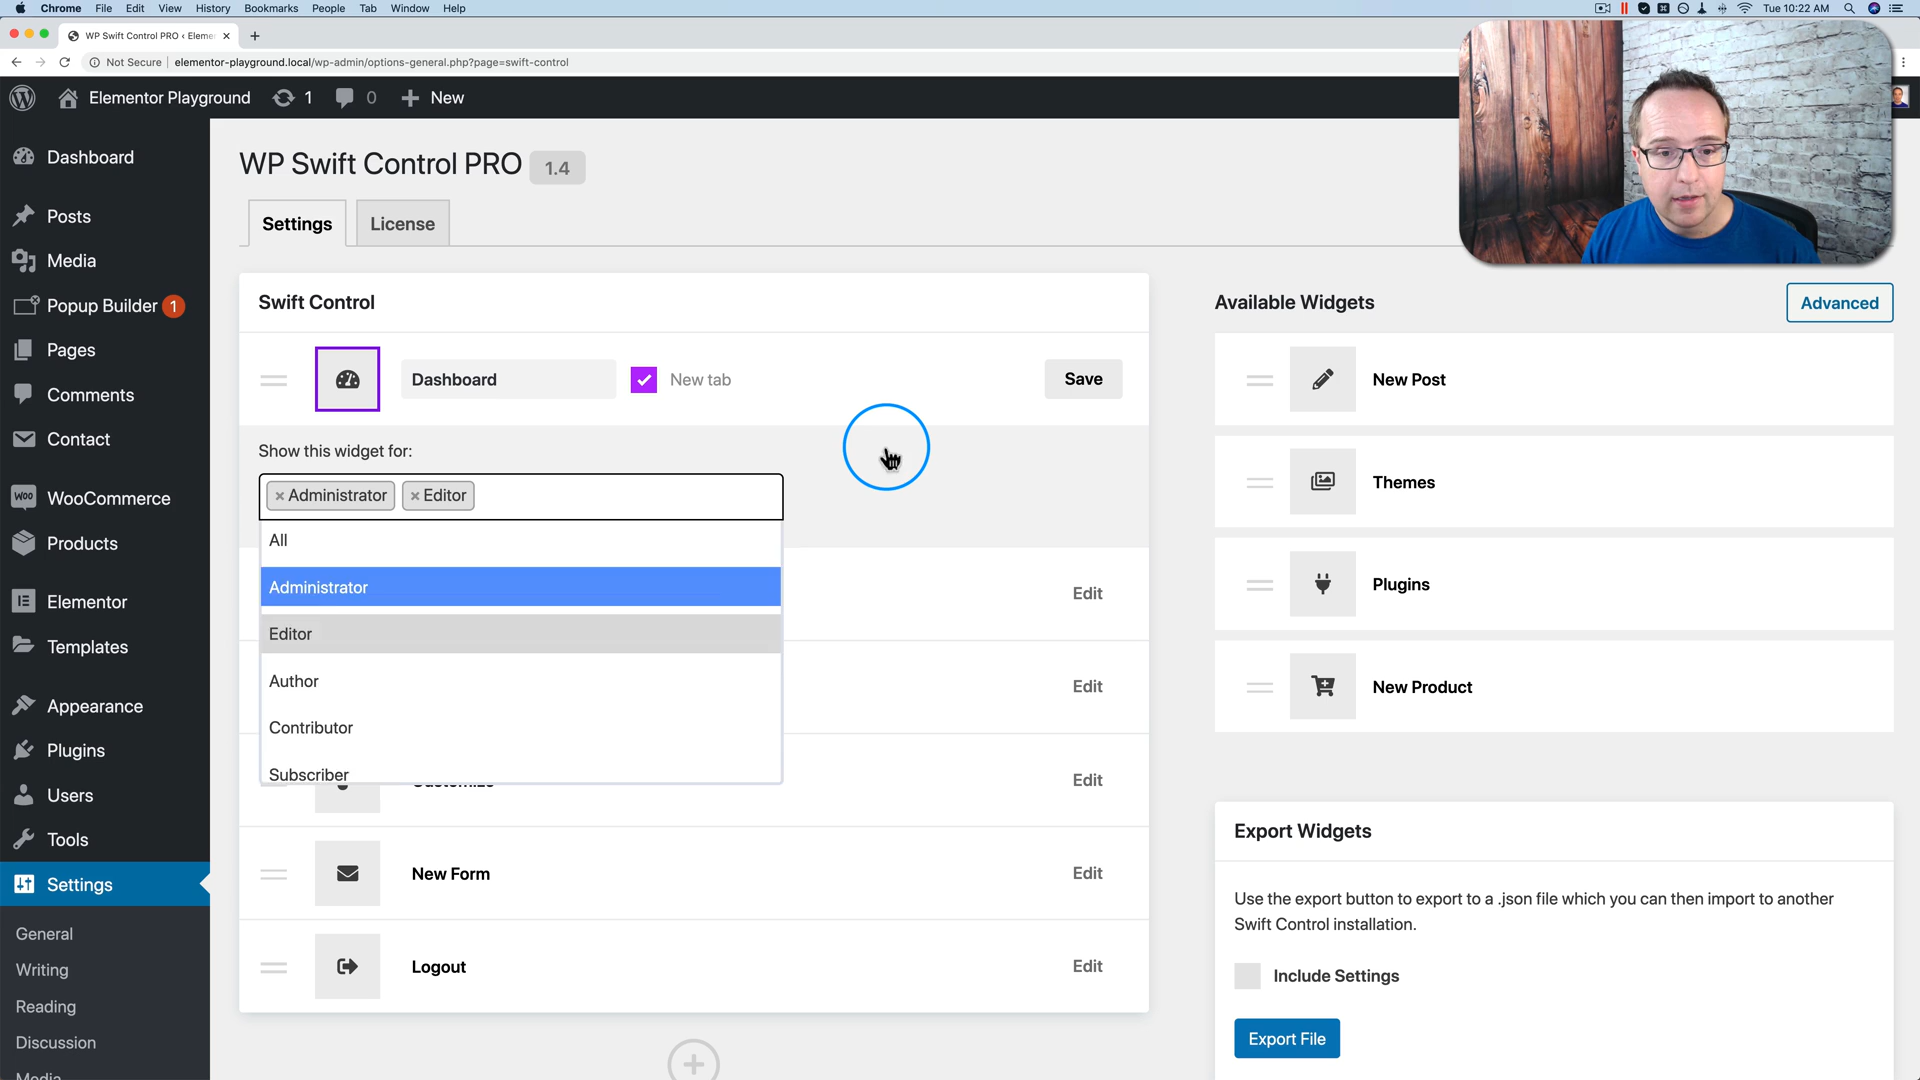 Chrome File Edit View History Bookmarks People Tab Window Help
Tue 10:22 AM
WP Swift Control PRO ‹ Eleme
Not Secure elementor-playground.local/wp-admin/options-general.php?page=swift-control
Elementor Playground 1 0 New
Dashboard
Posts
Media
Popup Builder 1
Pages
Comments
Contact
WooCommerce
Products
Elementor
Templates
Appearance
Plugins
Users
Tools
Settings
General
Writing
Reading
Discussion
Media
WP Swift Control PRO 1.4
Settings License
Swift Control
Dashboard New tab Save
Show this widget for:
× Administrator × Editor
All
Administrator
Editor
Author
Contributor
Subscriber
Edit
Edit
Customize Edit
New Form Edit
Logout Edit
Available Widgets Advanced
New Post
Themes
Plugins
New Product
Export Widgets
Use the export button to export to a .json file which you can then import to another
Swift Control installation.
Include Settings
Export File